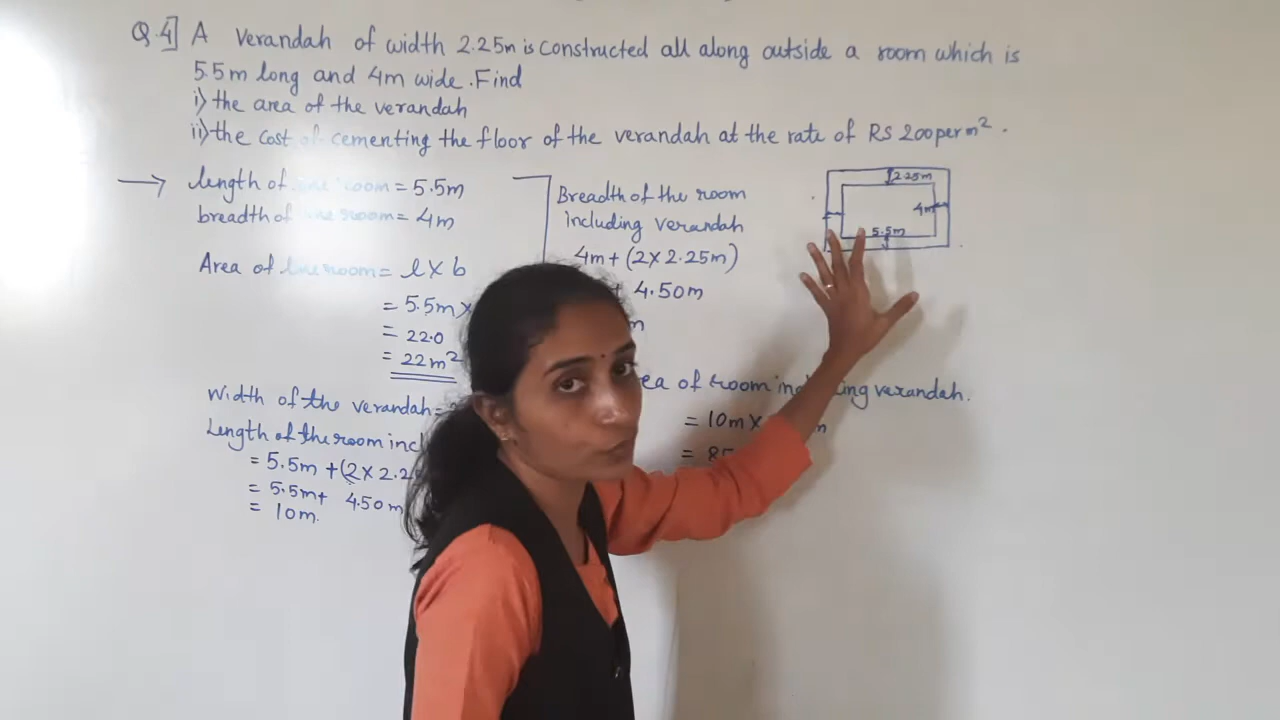 Q.4] A verandah of width 2.25m is constructed all along outside a room which is
5.5m long and 4m wide. Find
i) the area of the verandah
ii) the cost of cementing the floor of the verandah at the rate of RS 200 per m².
→ length of the room = 5.5m
breadth of the room = 4m
Area of the room = l × b
= 5.5m ×
= 22.0
= 22m²
Width of the verandah =
Length of the room
= 5.5m + (2 × 2.2
= 5.5m + 4.50m
= 10m.
Breadth of the room
including verandah
4m + (2 × 2.25m)
+ 4.50m
m
of room including verandah.
= 10m × m
= 85
2.25m
4m
5.5m